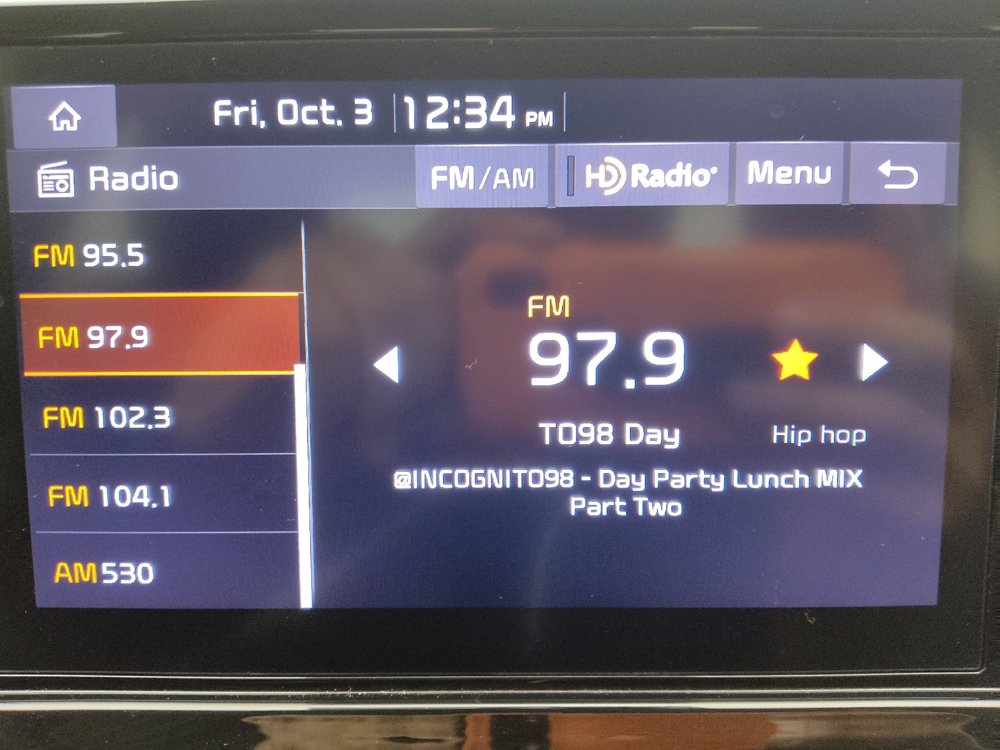 Fri, Oct. 3 12:34 PM
Radio FM/AM HD Radio Menu
FM 95.5
FM 97.9
FM 102.3
FM 104.1
AM 530
FM
97.9
TO98 Day Hip hop
@INCOGNITO98 - Day Party Lunch MIX
Part Two